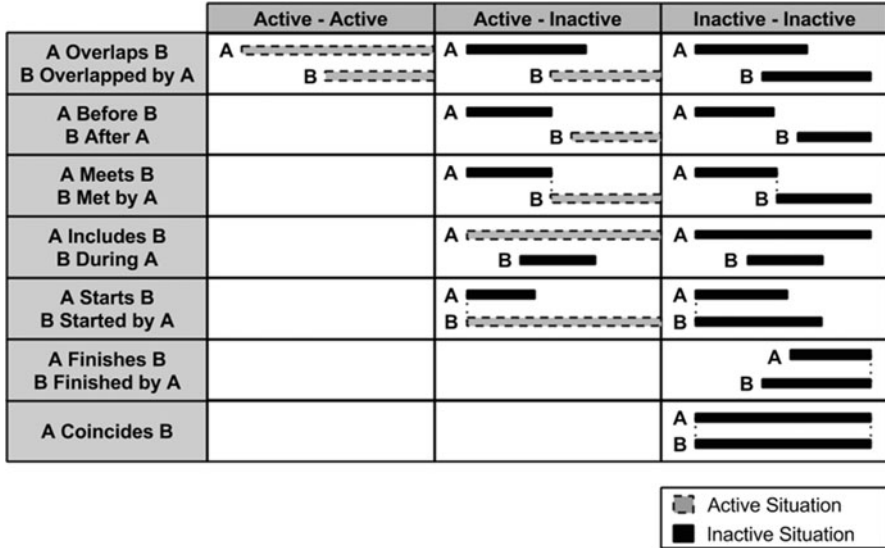 Active - Active Active - Inactive Inactive - Inactive
A Overlaps B
B Overlapped by A
A A A
B B B
A Before B
B After A
A A
B B
A Meets B
B Met by A
A A
B B
A Includes B
B During A
A A
B B
A Starts B
B Started by A
A A
B B
A Finishes B
B Finished by A
A
B
A Coincides B
A
B
Active Situation
Inactive Situation